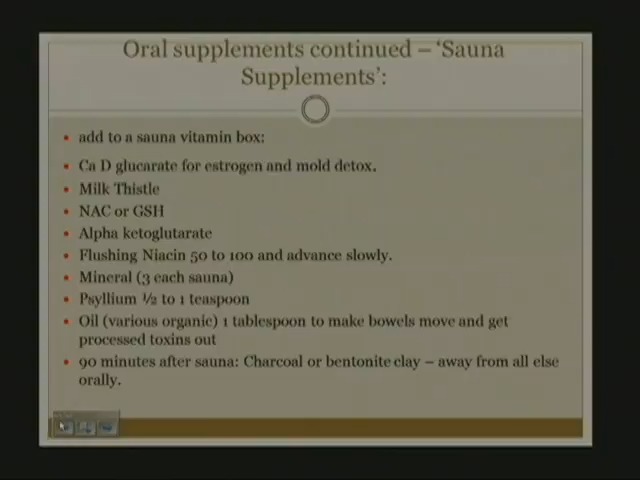 Oral supplements continued – ‘Sauna
Supplements’:
• add to a sauna vitamin box:
• Ca D glucarate for estrogen and mold detox.
• Milk Thistle
• NAC or GSH
• Alpha ketoglutarate
• Flushing Niacin 50 to 100 and advance slowly.
• Mineral (3 each sauna)
• Psyllium ½ to 1 teaspoon
• Oil (various organic) 1 tablespoon to make bowels move and get
processed toxins out
• 90 minutes after sauna: Charcoal or bentonite clay – away from all else
orally.